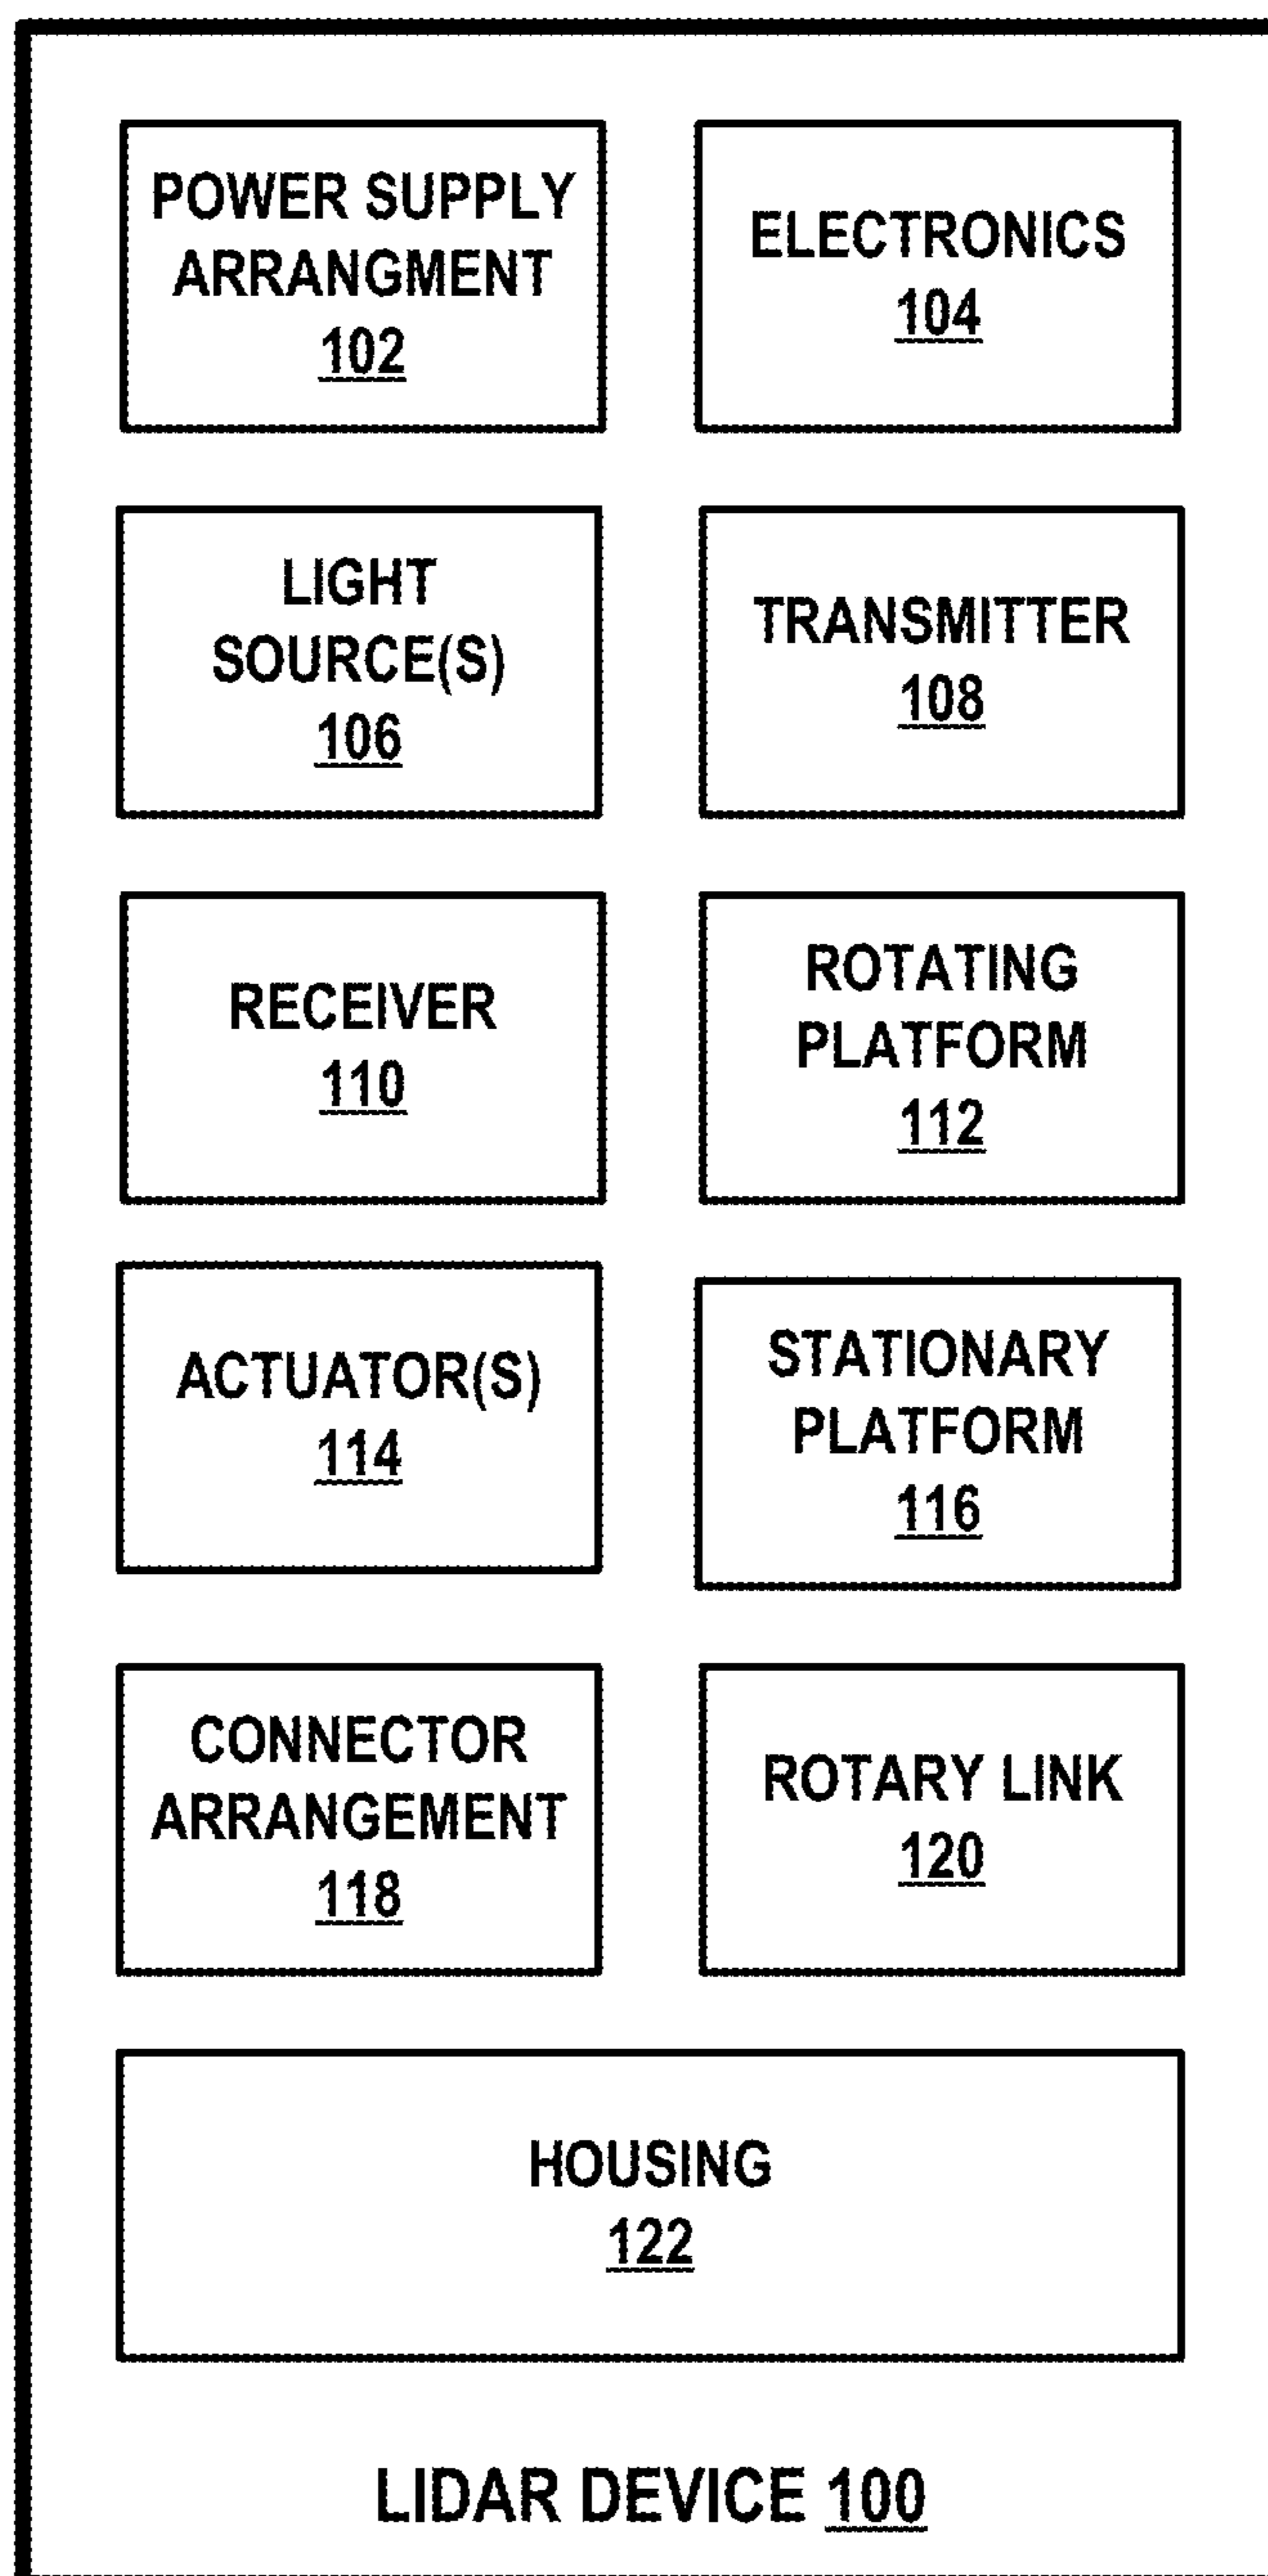 POWER SUPPLY
ARRANGMENT
102
ELECTRONICS
104
LIGHT
SOURCE(S)
106
TRANSMITTER
108
RECEIVER
110
ROTATING
PLATFORM
112
ACTUATOR(S)
114
STATIONARY
PLATFORM
116
CONNECTOR
ARRANGEMENT
118
ROTARY LINK
120
HOUSING
122
LIDAR DEVICE 100